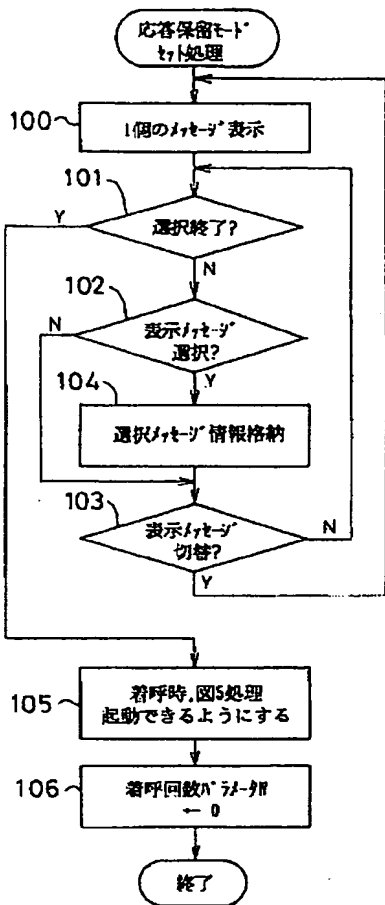 応答保留モード
セット処理
100
1個のメッセージ表示
101
選択終了?
Y
N
102
表示メッセージ
選択?
N
Y
104
選択メッセージ情報格納
103
表示メッセージ
切替?
N
Y
105
着呼時,図5処理
起動できるようにする
106
着呼回数パラメータN
← 0
終了